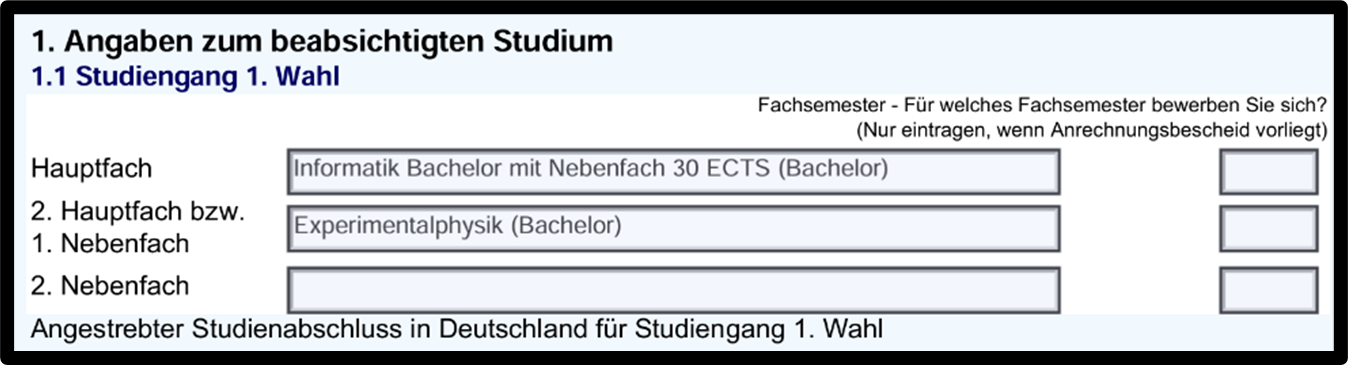 1. Angaben zum beabsichtigten Studium
1.1 Studiengang 1. Wahl
Fachsemester - Für welches Fachsemester bewerben Sie sich?
(Nur eintragen, wenn Anrechnungsbescheid vorliegt)
Hauptfach
Informatik Bachelor mit Nebenfach 30 ECTS (Bachelor)
2. Hauptfach bzw.
1. Nebenfach
Experimentalphysik (Bachelor)
2. Nebenfach
Angestrebter Studienabschluss in Deutschland für Studiengang 1. Wahl